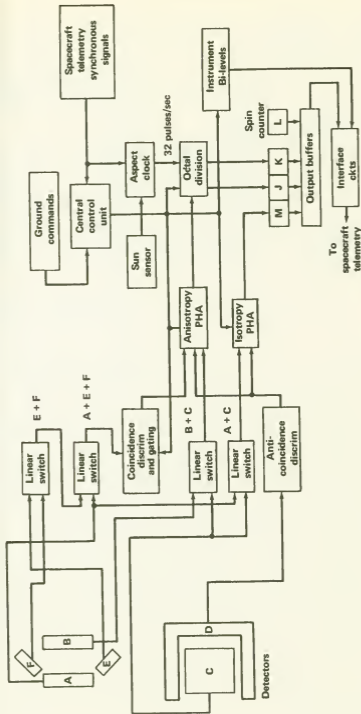 Spacecraft
telemetry
synchronous
signals
Ground
commands
Central
control
unit
Aspect
clock
32 pulses/sec
Sun
sensor
Octal
division
Instrument
Bi-levels
Spin
counter
L
K
J
M
Output buffers
Interface
ckts
To
spacecraft
telemetry
Anisotropy
PHA
Isotropy
PHA
E + F
Linear
switch
A + E + F
Linear
switch
Coincidence
discrim
and gating
B + C
Linear
switch
A + C
Linear
switch
Anti-
coincidence
discrim
F
A
B
E
D
C
Detectors